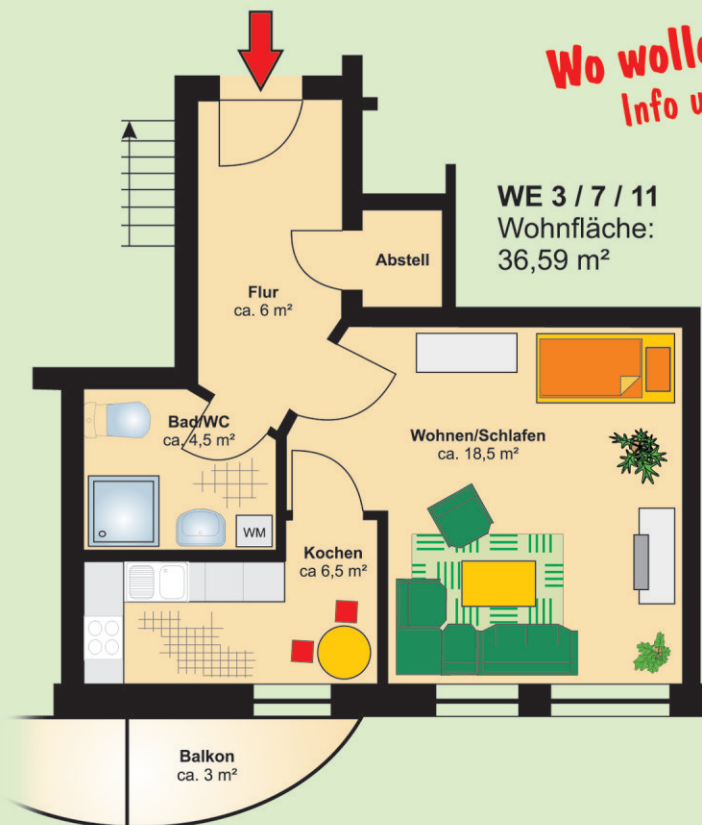 Wo
Info
WE 3 / 7 / 11
Wohnfläche:
36,59 m²
Abstell
Flur
ca. 6 m²
Bad/WC
ca. 4,5 m²
Wohnen/Schlafen
ca. 18,5 m²
WM
Kochen
ca 6,5 m²
Balkon
ca. 3 m²